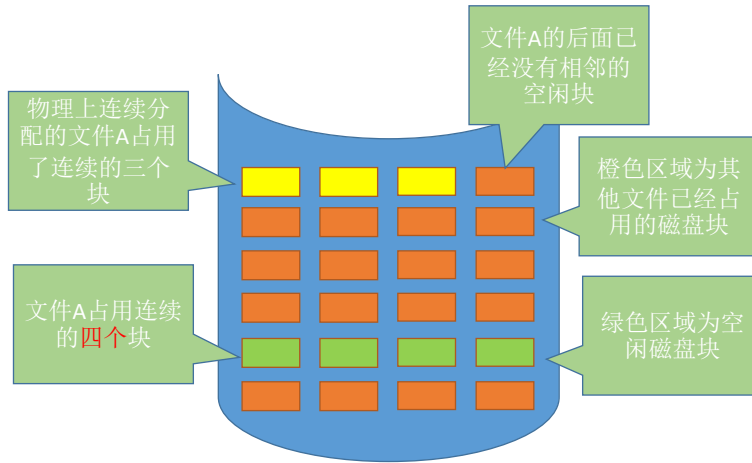 文件A的后面已
经没有相邻的
空闲块
物理上连续分
配的文件A占用
了连续的三个
块
橙色区域为其
他文件已经占
用的磁盘块
文件A占用连续
的四个块
绿色区域为空
闲磁盘块